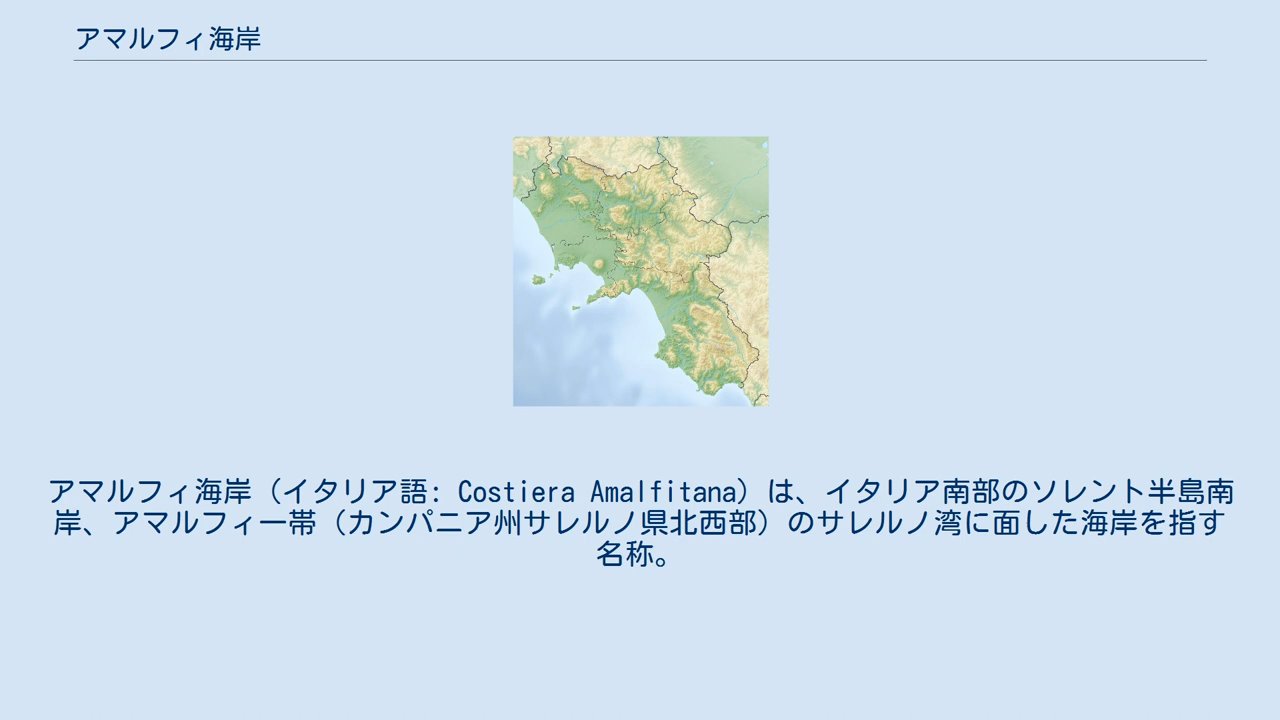 アマルフィ海岸
アマルフィ海岸（イタリア語: Costiera Amalfitana）は、イタリア南部のソレント半島南
岸、アマルフィ一帯（カンパニア州サレルノ県北西部）のサレルノ湾に面した海岸を指す
名称。